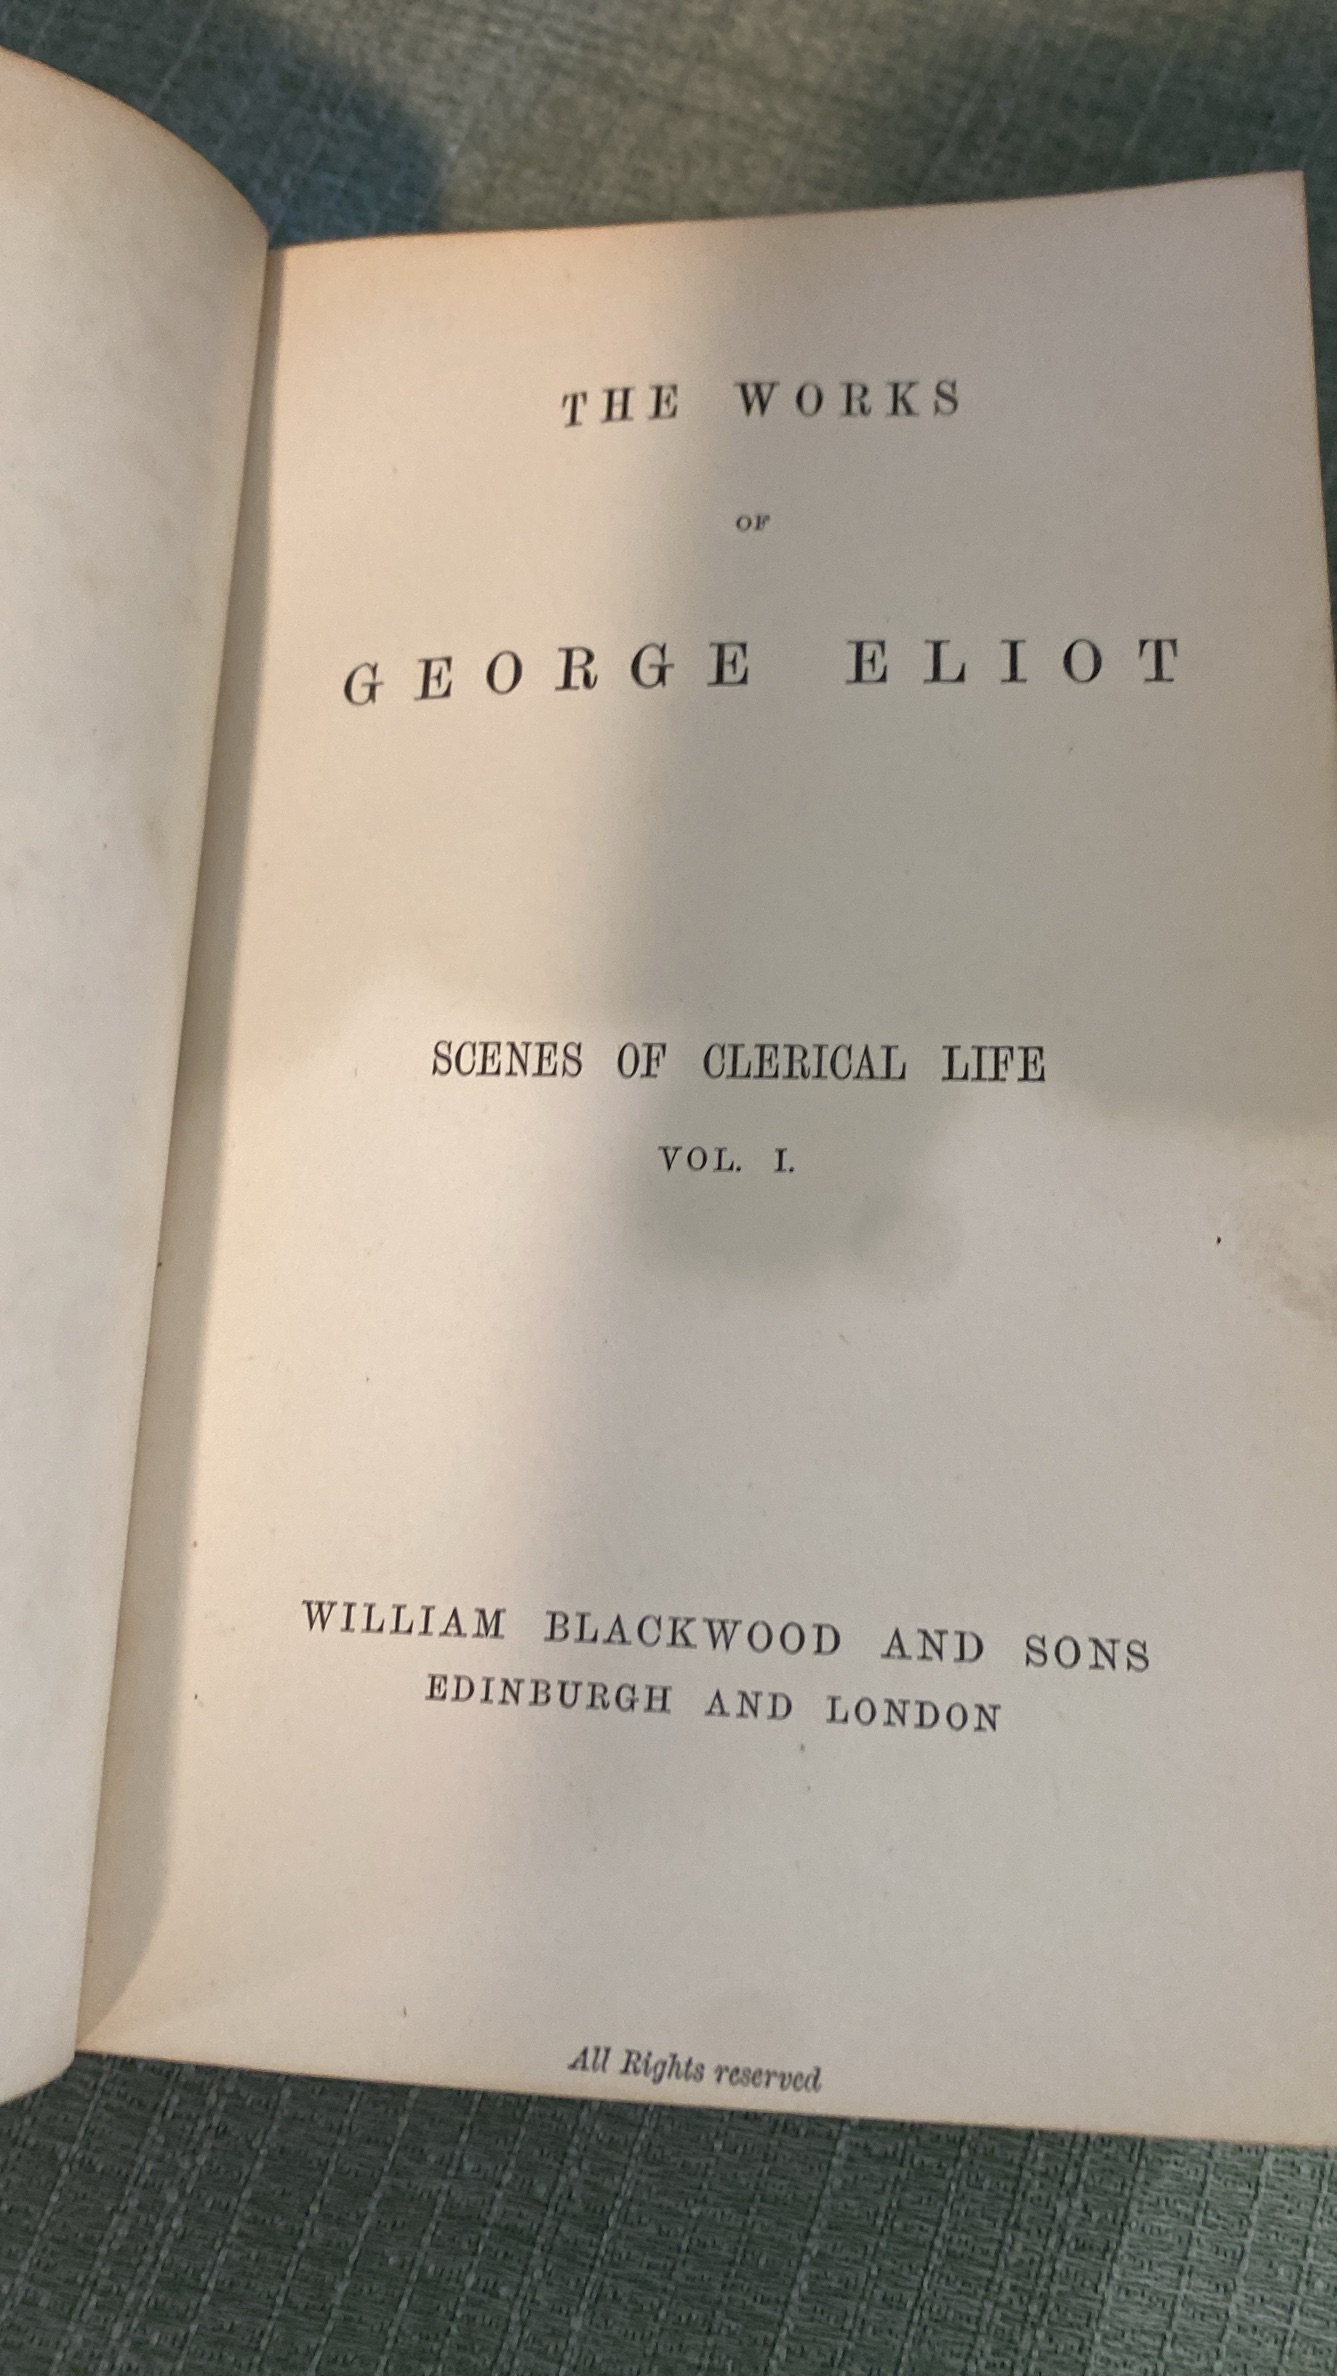 THE WORKS
OF
GEORGE ELIOT
SCENES OF CLERICAL LIFE
VOL. I.
WILLIAM BLACKWOOD AND SONS
EDINBURGH AND LONDON
All Rights reserved